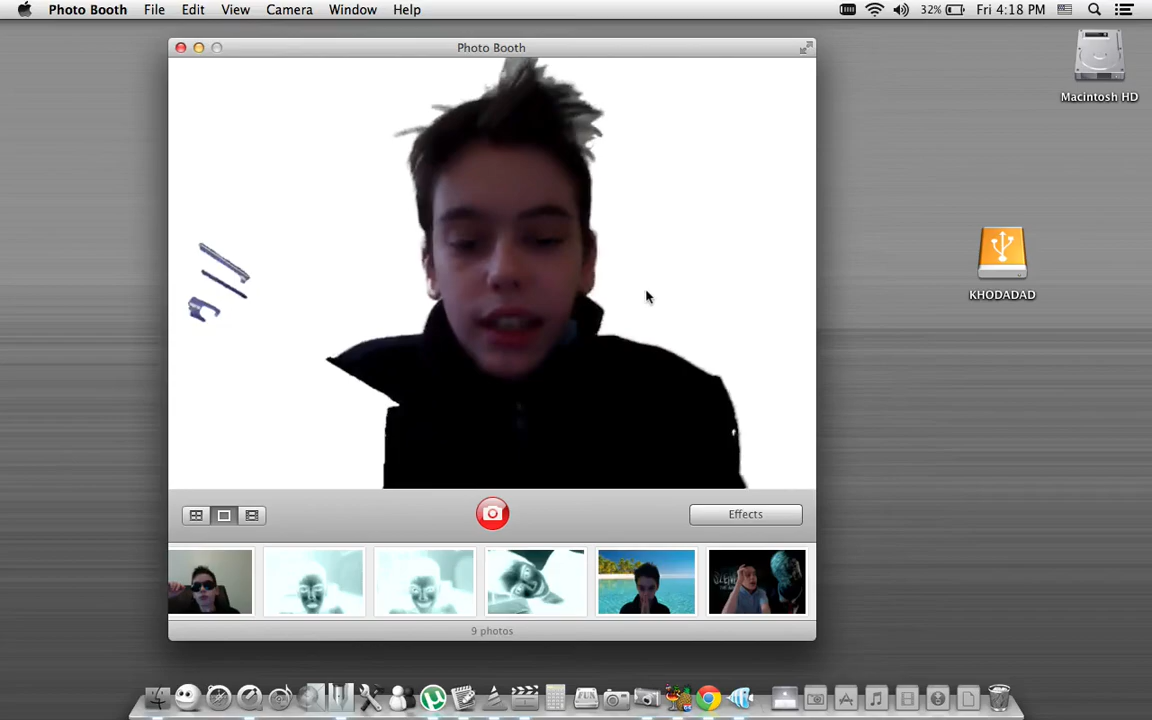 Photo Booth File Edit View Camera Window Help 32% Fri 4:18 PM
Photo Booth
Macintosh HD
KHODADAD
Effects
9 photos